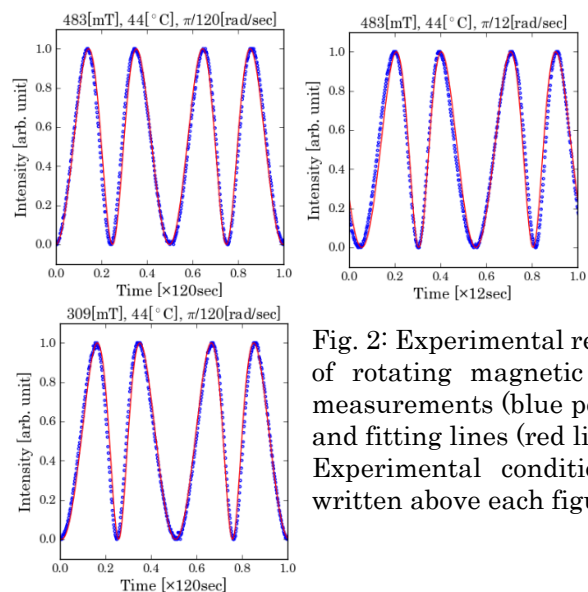 483[mT], 44[°C], π/120[rad/sec]
Intensity [arb. unit]
1.0
0.8
0.6
0.4
0.2
0.0
0.0 0.2 0.4 0.6 0.8 1.0
Time [×120sec]
483[mT], 44[°C], π/12[rad/sec]
Intensity [arb. unit]
1.0
0.8
0.6
0.4
0.2
0.0
0.0 0.2 0.4 0.6 0.8 1.0
Time [×12sec]
309[mT], 44[°C], π/120[rad/sec]
Intensity [arb. unit]
1.0
0.8
0.6
0.4
0.2
0.0
0.0 0.2 0.4 0.6 0.8 1.0
Time [×120sec]
Fig. 2: Experimental re
of rotating magnetic
measurements (blue po
and fitting lines (red li
Experimental conditio
written above each figu